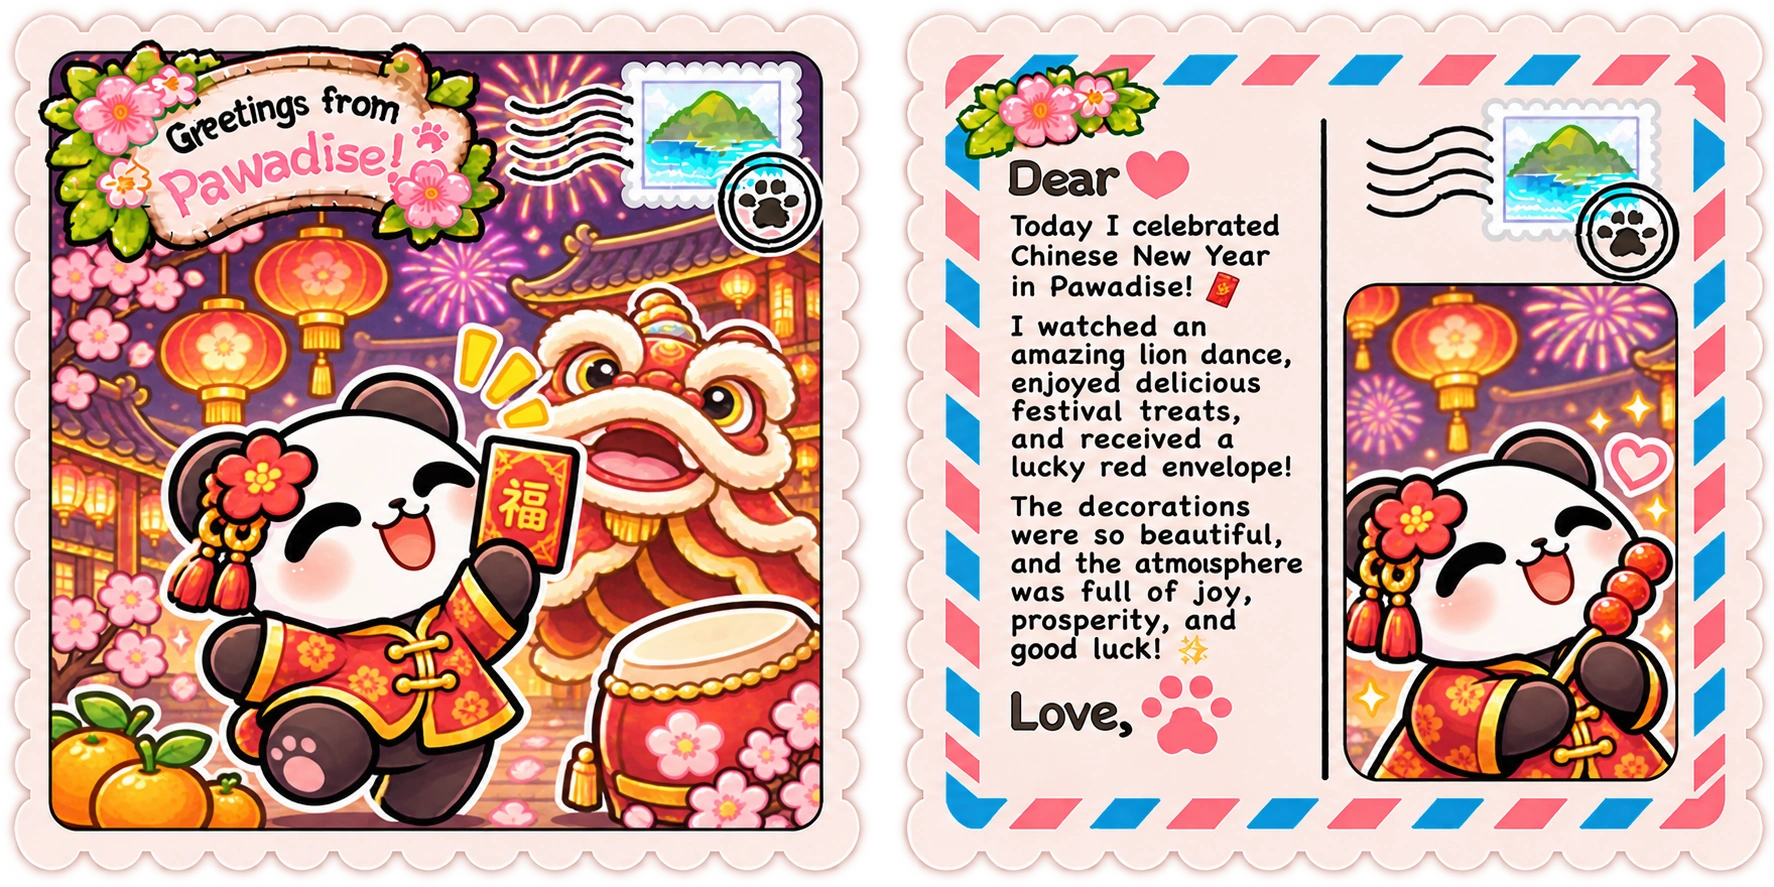 Greetings from
Pawadise!
福
Dear
Today I celebrated
Chinese New Year
in Pawadise!
I watched an
amazing lion dance,
enjoyed delicious
festival treats,
and received a
lucky red envelope!
The decorations
were so beautiful,
and the atmosphere
was full of joy,
prosperity, and
good luck!
Love,